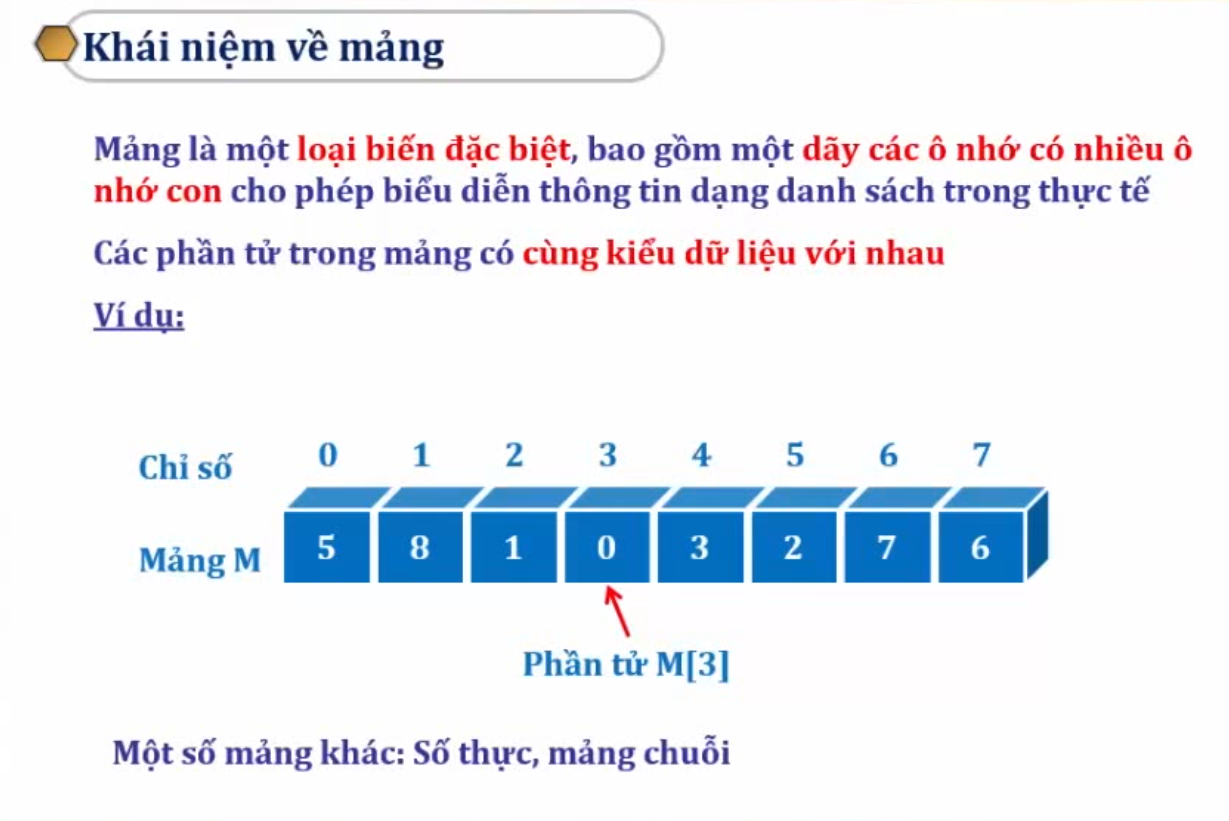 Khái niệm về mảng
Mảng là một loại biến đặc biệt, bao gồm một dãy các ô nhớ có nhiều ô
nhớ con cho phép biểu diễn thông tin dạng danh sách trong thực tế
Các phần tử trong mảng có cùng kiểu dữ liệu với nhau
Ví dụ:
Chỉ số 0 1 2 3 4 5 6 7
Mảng M 5 8 1 0 3 2 7 6
Phần tử M[3]
Một số mảng khác: Số thực, mảng chuỗi